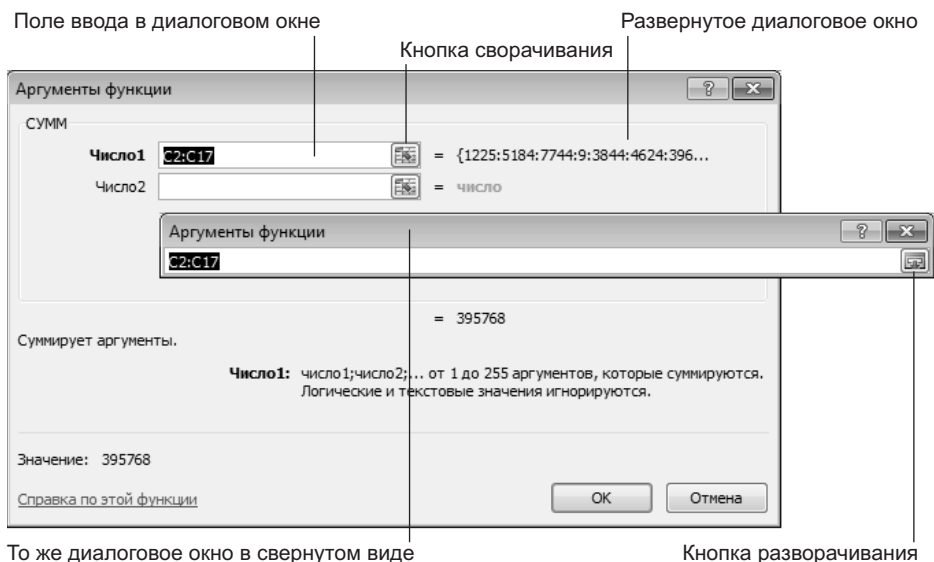 Поле ввода в диалоговом окне
Развернутое диалоговое окно
Кнопка сворачивания
Аргументы функции
СУММ
Число1 C2:C17 = {1225:5184:7744:9:3844:4624:396...
Число2 = число
Аргументы функции
C2:C17
= 395768
Суммирует аргументы.
Число1: число1;число2;... от 1 до 255 аргументов, которые суммируются.
Логические и текстовые значения игнорируются.
Значение: 395768
Справка по этой функции
ОК Отмена
То же диалоговое окно в свернутом виде
Кнопка разворачивания